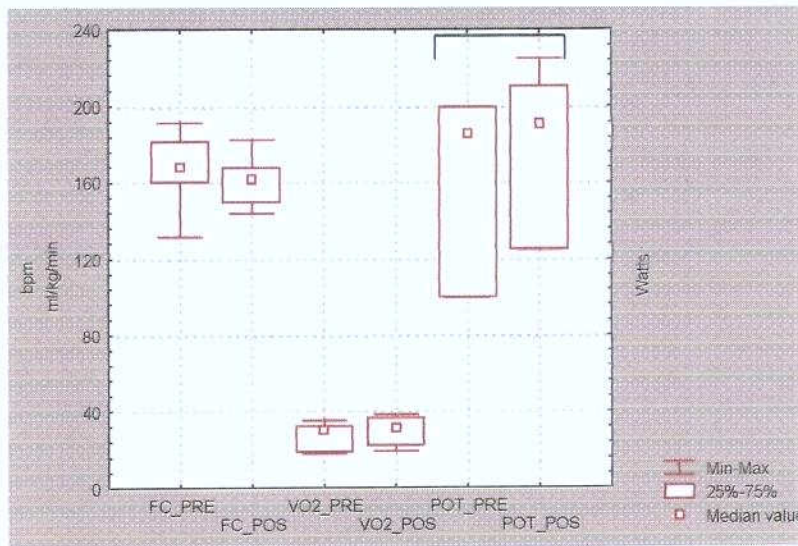 240
200
160
120
80
40
0
bpm
ml/kg/min
Watts
FC_PRE
FC_POS
VO2_PRE
VO2_POS
POT_PRE
POT_POS
Min-Max
25%-75%
Median value